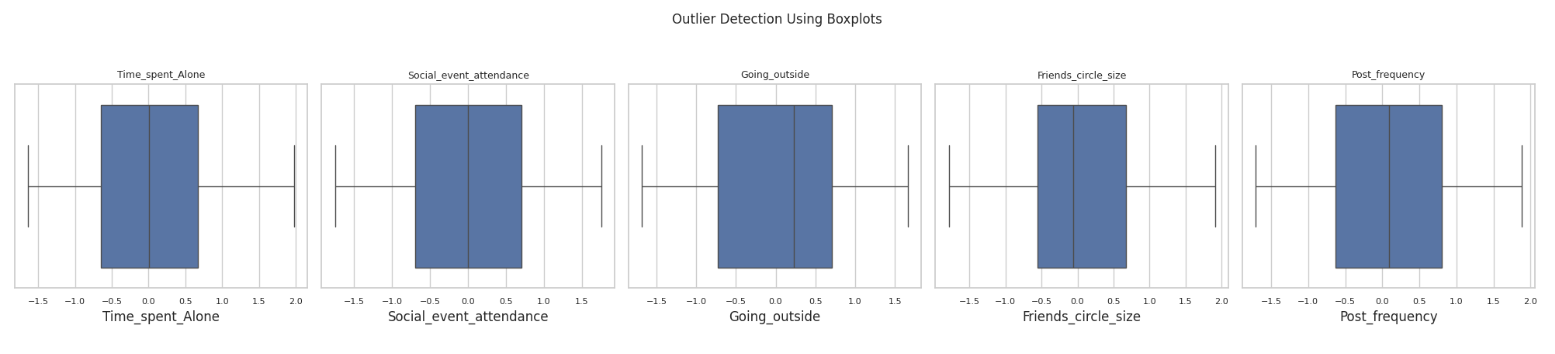 Outlier Detection Using Boxplots
Time_spent_Alone Social_event_attendance Going_outside Friends_circle_size Post_frequency
−1.5 −1.0 −0.5 0.0 0.5 1.0 1.5 2.0 −1.5 −1.0 −0.5 0.0 0.5 1.0 1.5 −1.5 −1.0 −0.5 0.0 0.5 1.0 1.5 −1.5 −1.0 −0.5 0.0 0.5 1.0 1.5 2.0 −1.5 −1.0 −0.5 0.0 0.5 1.0 1.5 2.0
Time_spent_Alone Social_event_attendance Going_outside Friends_circle_size Post_frequency